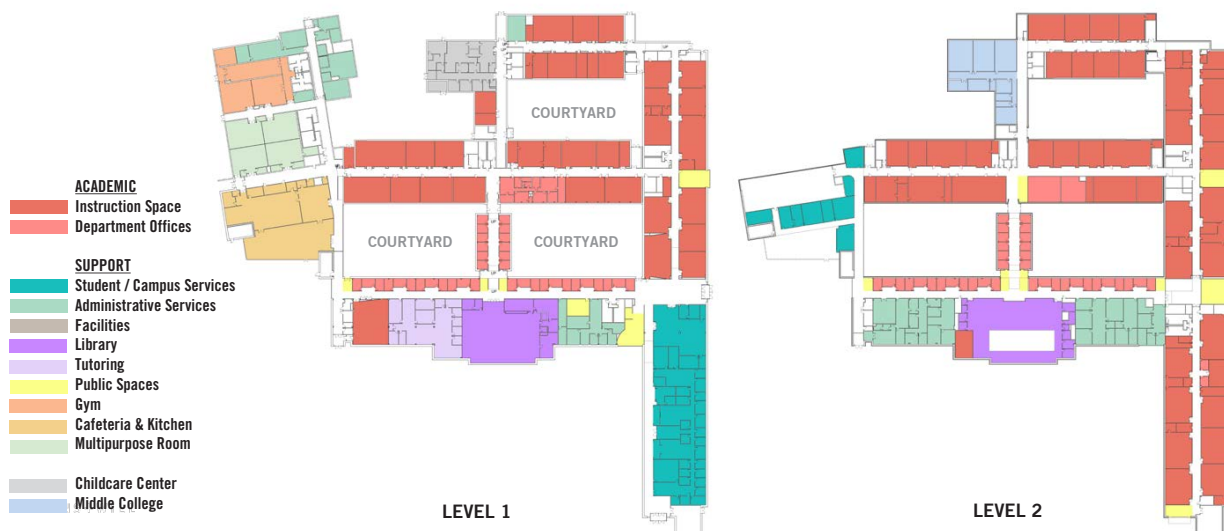 ACADEMIC
Instruction Space
Department Offices
SUPPORT
Student / Campus Services
Administrative Services
Facilities
Library
Tutoring
Public Spaces
Gym
Cafeteria & Kitchen
Multipurpose Room
Childcare Center
Middle College
COURTYARD
COURTYARD
COURTYARD
LEVEL 1
LEVEL 2